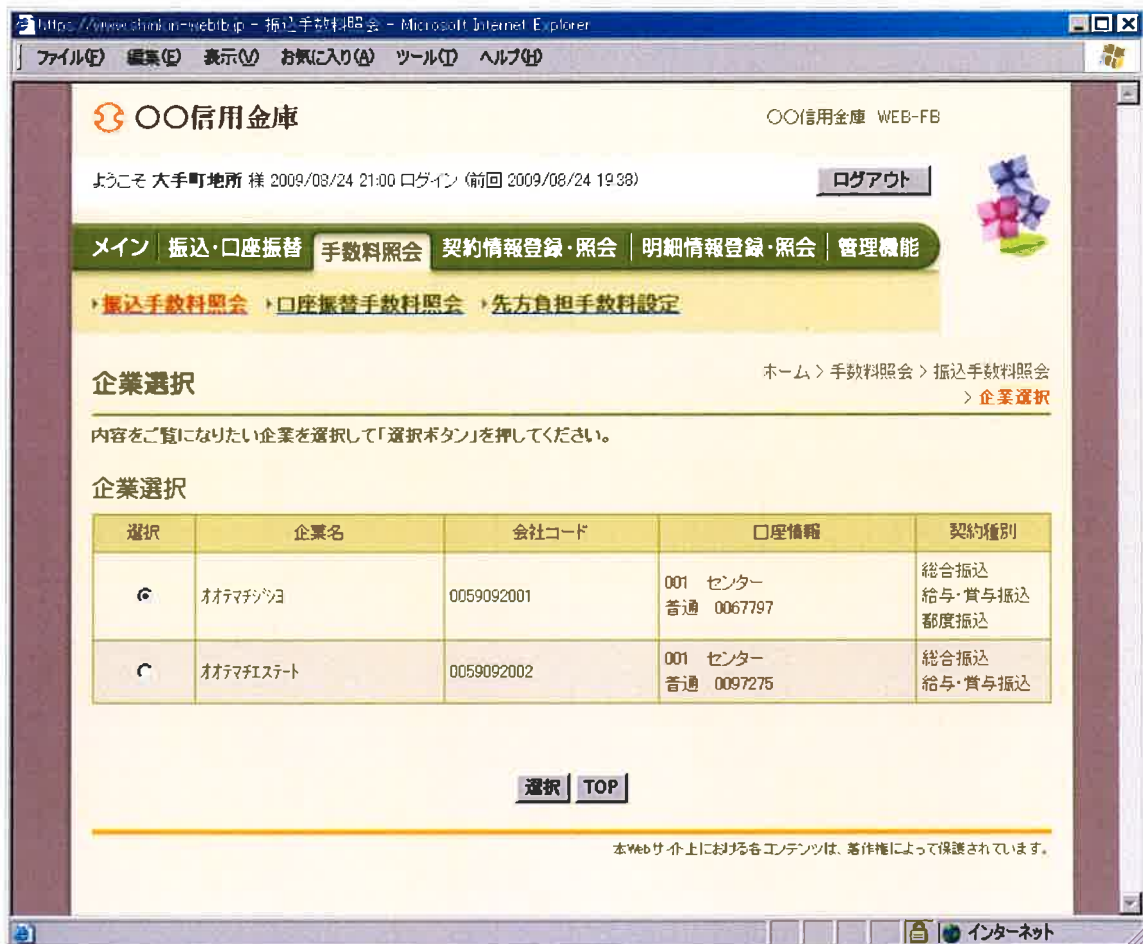 https://www.shinkin-webfb.jp - 振込手数料照会 - Microsoft Internet Explorer
ファイル(F) 編集(E) 表示(V) お気に入り(A) ツール(T) ヘルプ(H)
〇〇信用金庫
〇〇信用金庫 WEB-FB
ようこそ 大手町地所 様 2009/08/24 21:00 ログイン (前回 2009/08/24 19:38)
ログアウト
メイン 振込・口座振替 手数料照会 契約情報登録・照会 明細情報登録・照会 管理機能
振込手数料照会 口座振替手数料照会 先方負担手数料設定
企業選択
ホーム > 手数料照会 > 振込手数料照会
> 企業選択
内容をご覧になりたい企業を選択して「選択ボタン」を押してください。
企業選択
選択 企業名 会社コード 口座情報 契約種別
ｵｵﾃﾏﾁｼﾞｼﾖ 0059092001
001 センター
普通 0067797
総合振込
給与・賞与振込
都度振込
ｵｵﾃﾏﾁｴｽﾃｰﾄ 0059092002
001 センター
普通 0097275
総合振込
給与・賞与振込
選択 TOP
本Webサイト上における各コンテンツは、著作権によって保護されています。
インターネット